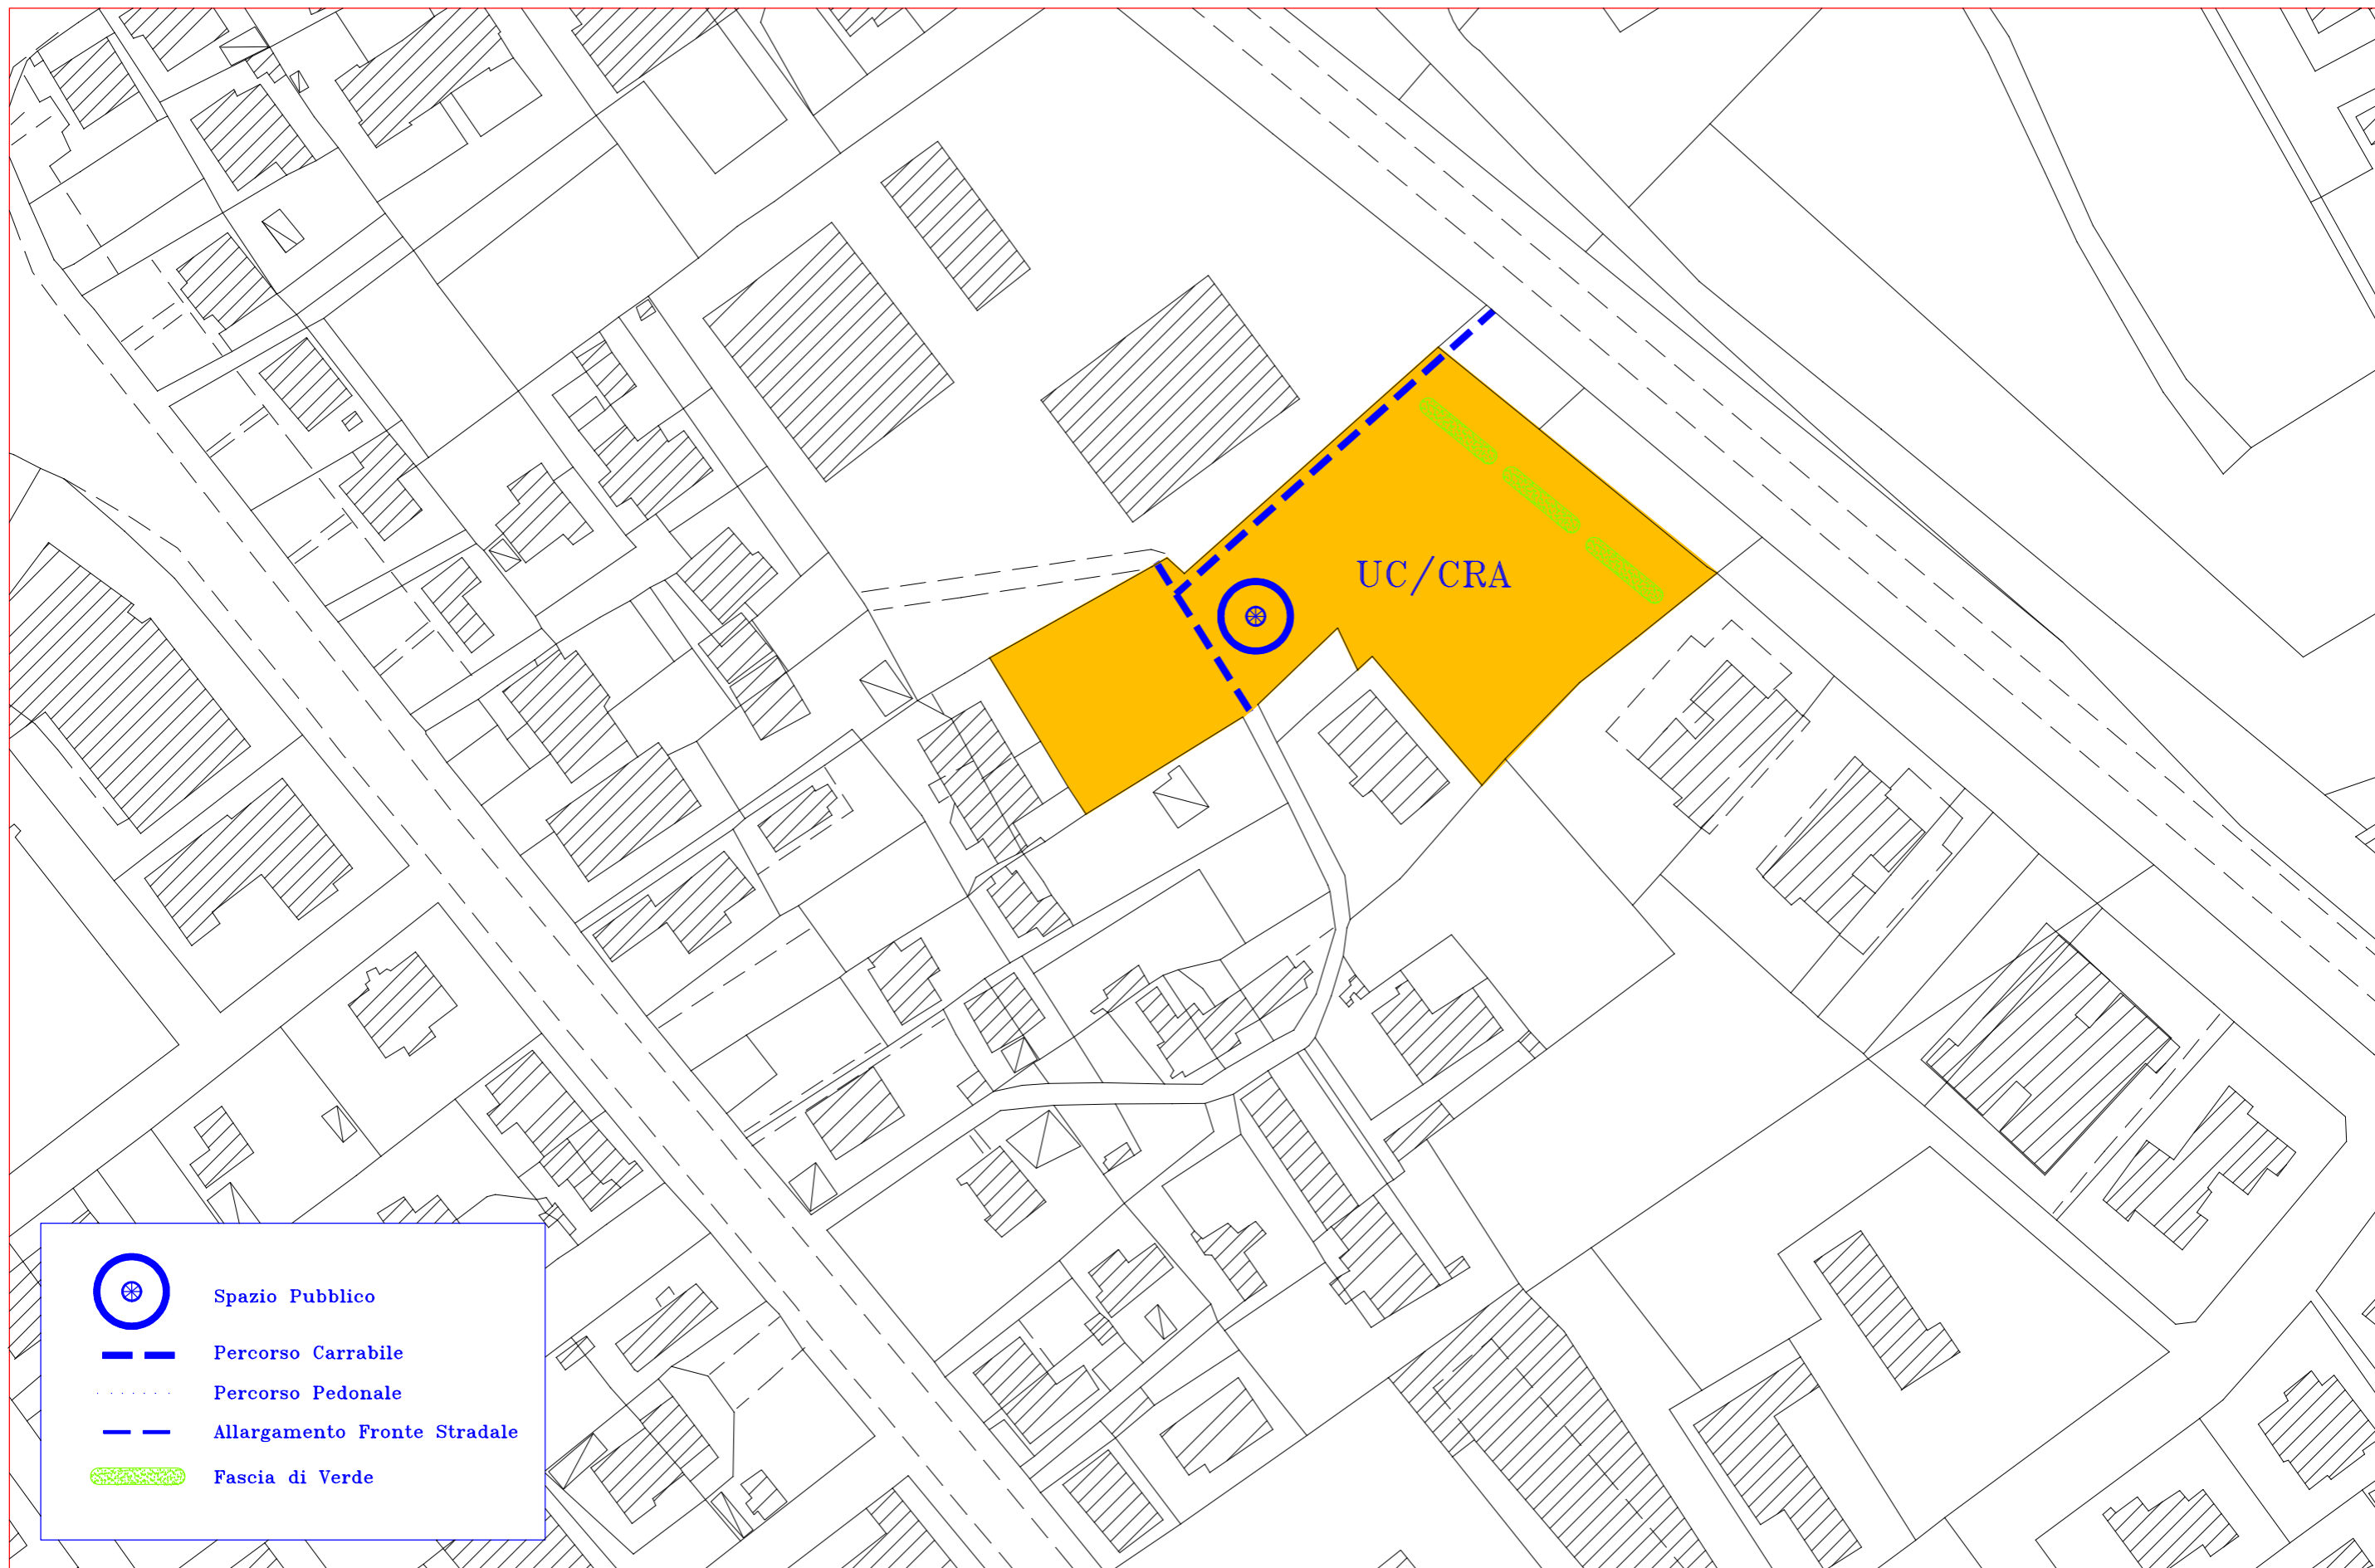 UC/CRA
Spazio Pubblico
Percorso Carrabile
Percorso Pedonale
Allargamento Fronte Stradale
Fascia di Verde